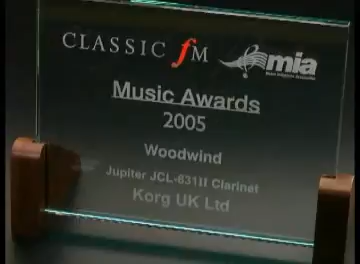 CLASSIC fM mia
Music Awards
2005
Woodwind
Jupiter JCL-631II Clarinet
Korg UK Ltd